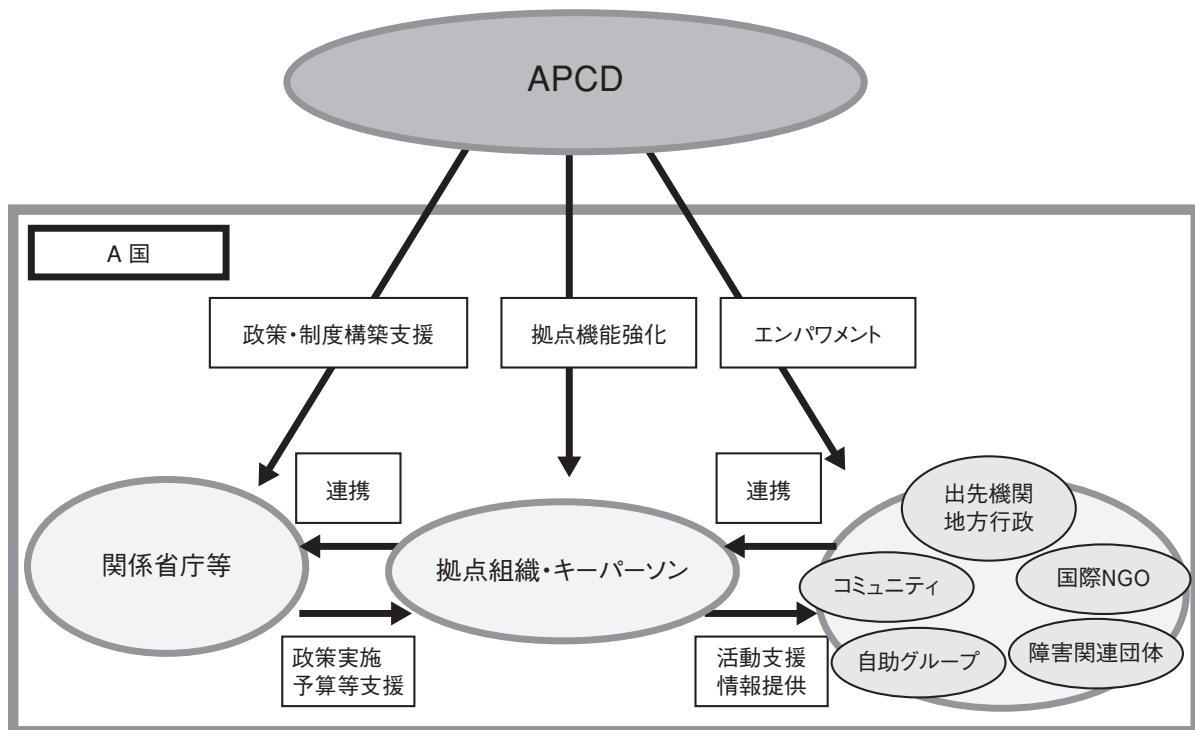 APCD
A 国
政策・制度構築支援
拠点機能強化
エンパワメント
連携
連携
出先機関
地方行政
関係省庁等
拠点組織・キーパーソン
コミュニティ
国際NGO
自助グループ
障害関連団体
政策実施
予算等支援
活動支援
情報提供